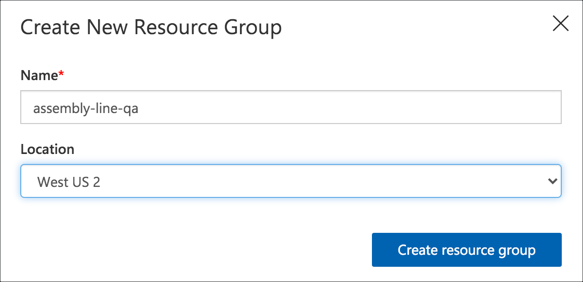 Create New Resource Group
Name*
assembly-line-qa
Location
West US 2
Create resource group